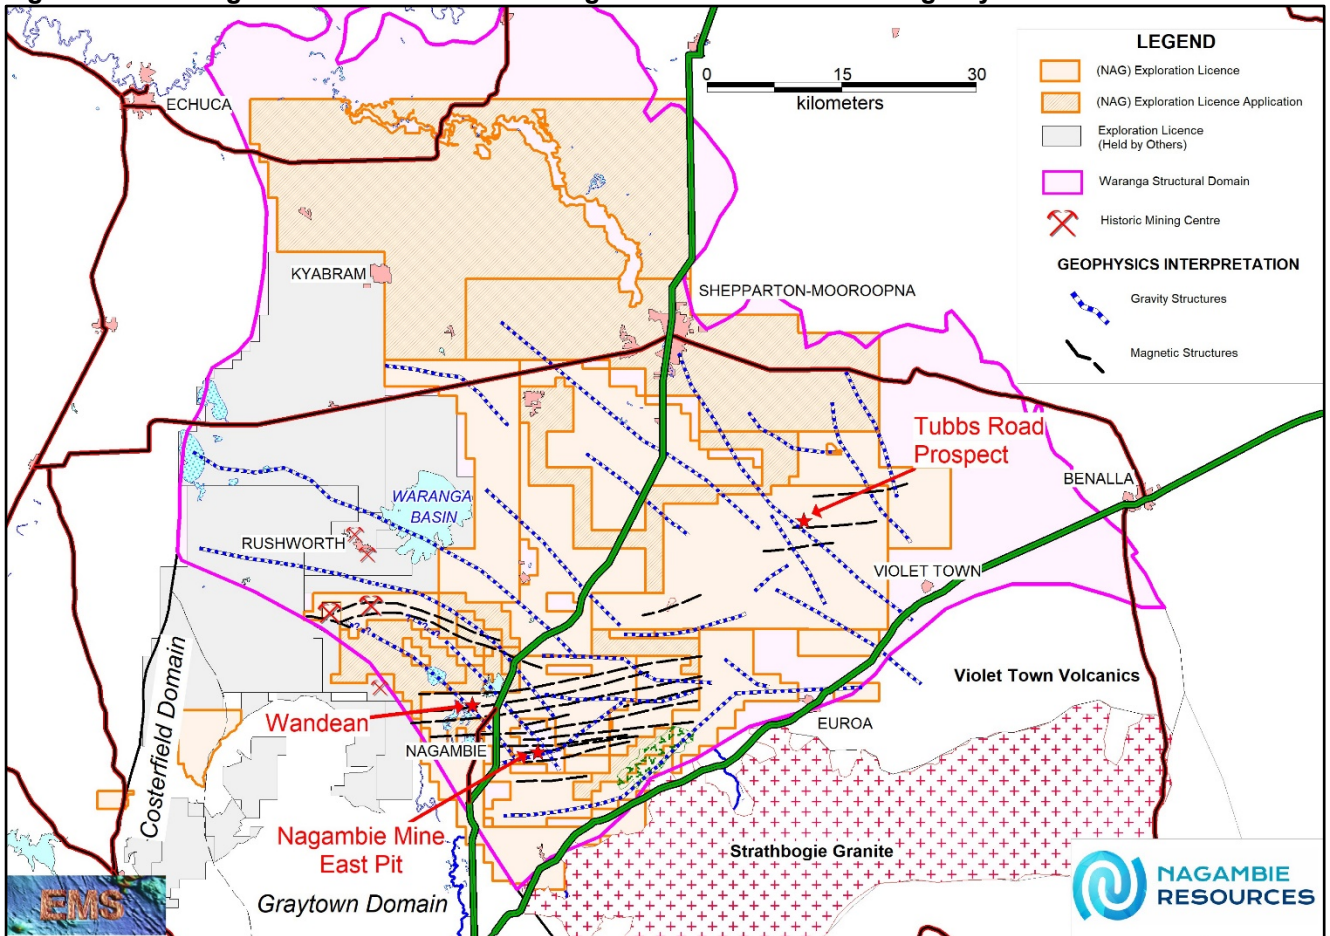 LEGEND
(NAG) Exploration Licence
(NAG) Exploration Licence Application
Exploration Licence
(Held by Others)
Waranga Structural Domain
Historic Mining Centre
GEOPHYSICS INTERPRETATION
Gravity Structures
Magnetic Structures
0 15 30
kilometers
ECHUCA
KYABRAM
SHEPPARTON-MOOROOPNA
Tubbs Road
Prospect
BENALLA
WARANGA
BASIN
RUSHWORTH
VIOLET TOWN
Violet Town Volcanics
Costerfield Domain
Wandean
NAGAMBIE
EUROA
Nagambie Mine
East Pit
Strathbogie Granite
Graytown Domain
EMS
NAGAMBIE
RESOURCES